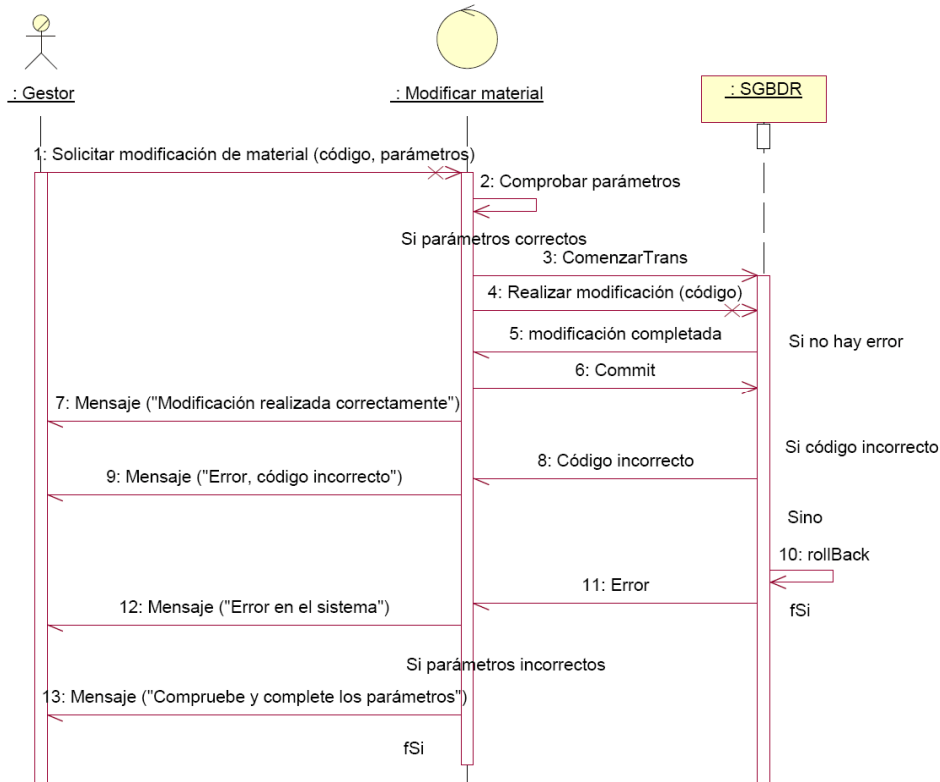 : Gestor
: Modificar material
: SGBDR
1: Solicitar modificación de material (código, parámetros)
2: Comprobar parámetros
Si parámetros correctos
3: ComenzarTrans
4: Realizar modificación (código)
5: modificación completada
Si no hay error
6: Commit
7: Mensaje ("Modificación realizada correctamente")
Si código incorrecto
8: Código incorrecto
9: Mensaje ("Error, código incorrecto")
Sino
10: rollBack
11: Error
12: Mensaje ("Error en el sistema")
fSi
Si parámetros incorrectos
13: Mensaje ("Compruebe y complete los parámetros")
fSi